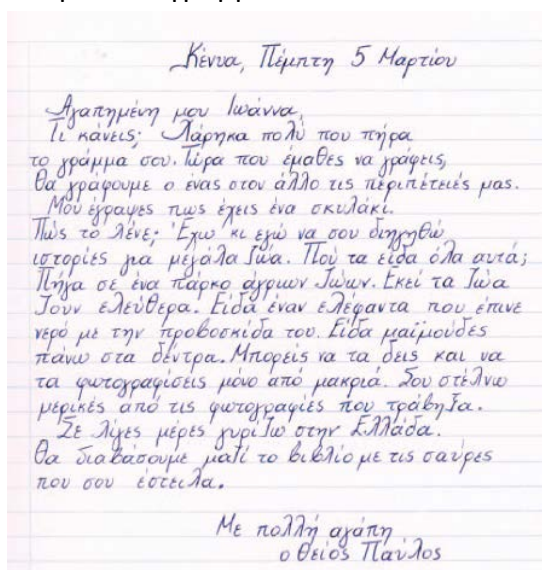 Κένυα, Πέμπτη 5 Μαρτίου
Αγαπημένη μου Ιωάννα,
Τι κάνεις; Χάρηκα πολύ που πήρα
το γράμμα σου. Τώρα που έμαθες να γράφεις,
θα γράφουμε ο ένας στον άλλο τις περιπέτειές μας.
Μου έγραψες πως έχεις ένα σκυλάκι.
Πώς το λένε; Έχω κι εγώ να σου διηγηθώ
ιστορίες για μεγάλα ζώα. Πού τα είδα όλα αυτά;
Πήγα σε ένα πάρκο άγριων ζώων. Εκεί τα ζώα
ζουν ελεύθερα. Είδα έναν ελέφαντα που έπινε
νερό με την προβοσκίδα του. Είδα μαϊμούδες
πάνω στα δέντρα. Μπορείς να τα δεις και να
τα φωτογραφίσεις μόνο από μακριά. Σου στέλνω
μερικές από τις φωτογραφίες που τράβηξα.
Σε λίγες μέρες γυρίζω στην Ελλάδα.
Θα διαβάσουμε μαζί το βιβλίο με τις σαύρες
που σου έστειλα.
Με πολλή αγάπη
ο θείος Παύλος